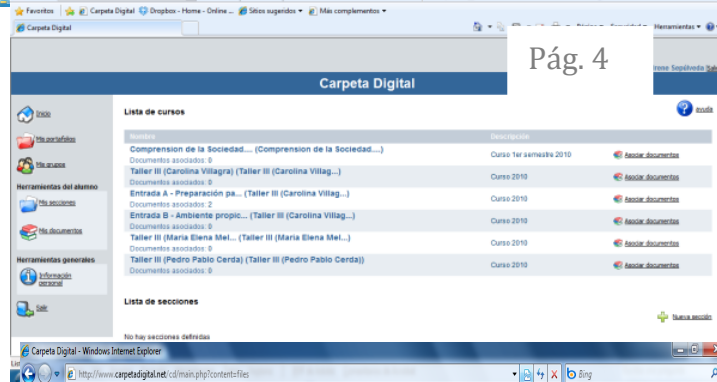 Favoritos Carpeta Digital Dropbox - Home - Online ... Sitios sugeridos Más complementos
Carpeta Digital Herramientas
Pág. 4
Irene Sepúlveda Salir
Carpeta Digital
Inicio
Mis portafolios
Mis grupos
Herramientas del alumno
Mis secciones
Mis documentos
Herramientas generales
Información personal
Salir
Lista de cursos
ayuda
Nombre Descripción
Comprension de la Sociedad.... (Comprension de la Sociedad....) Curso 1er semestre 2010 Asociar documentos
Documentos asociados: 0
Taller III (Carolina Villagra) (Taller III (Carolina Villag...) Curso 2010 Asociar documentos
Documentos asociados: 0
Entrada A - Preparación pa... (Taller III (Carolina Villag...) Curso 2010 Asociar documentos
Documentos asociados: 2
Entrada B - Ambiente propic... (Taller III (Carolina Villag...) Curso 2010 Asociar documentos
Documentos asociados: 0
Taller III (Maria Elena Mel... (Taller III (Maria Elena Mel...) Curso 2010 Asociar documentos
Documentos asociados: 0
Taller III (Pedro Pablo Cerda) (Taller III (Pedro Pablo Cerda)) Curso 2010 Asociar documentos
Documentos asociados: 0
Lista de secciones
Nueva sección
No hay secciones definidas
Carpeta Digital - Windows Internet Explorer
http://www.carpetadigital.net/cd/main.php?content=files Bing